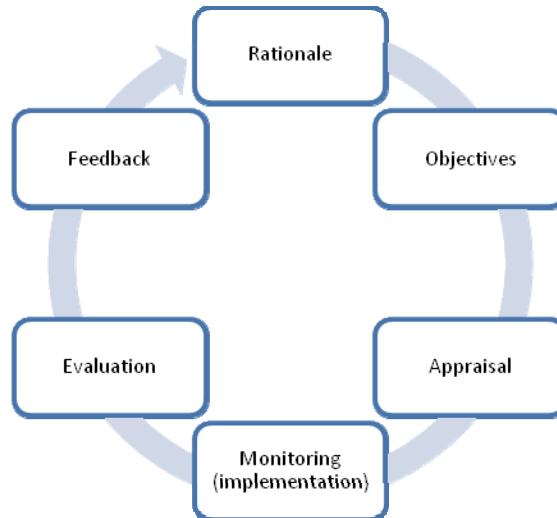 Rationale
Objectives
Appraisal
Monitoring
(implementation)
Evaluation
Feedback